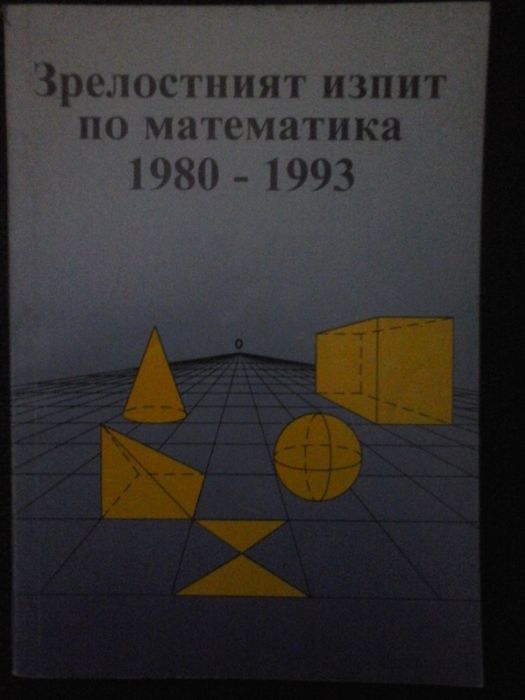 Зрелостният изпит
по математика
1980 - 1993
O